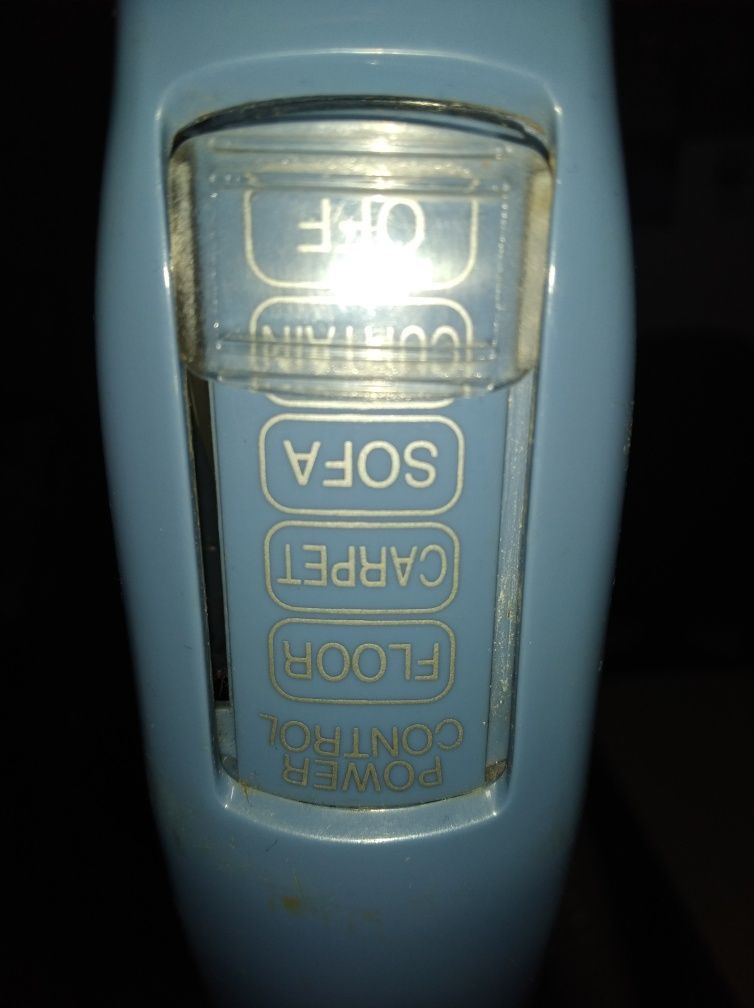 POWER
CONTROL
FLOOR
CARPET
SOFA
CURTAIN
OFF